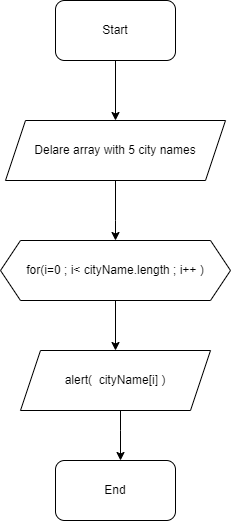 Start
Delare array with 5 city names
for(i=0 ; i< cityName.length ; i++ )
alert(  cityName[i] )
End